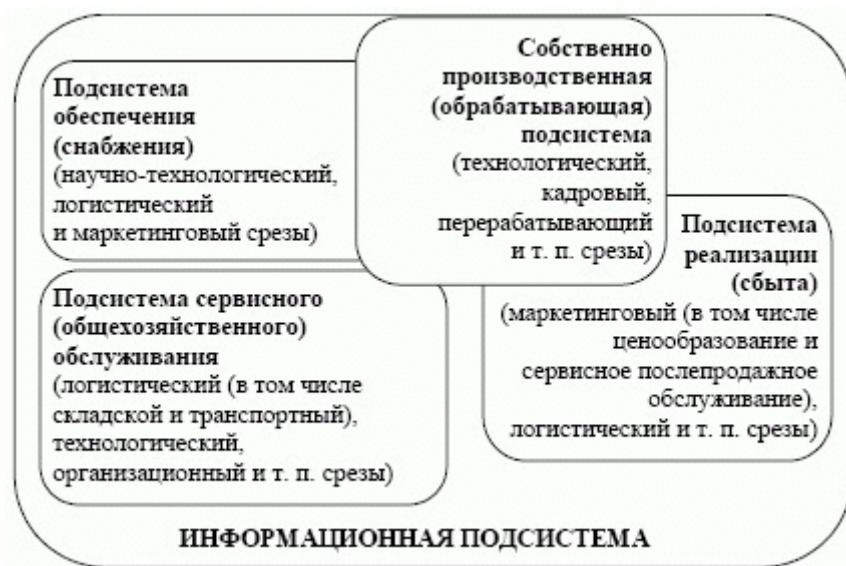 Собственно
производственная
(обрабатывающая)
подсистема
(технологический,
кадровый,
перерабатывающий
и т. п. срезы)
Подсистема
обеспечения
(снабжения)
(научно-технологический,
логистический
и маркетинговый срезы)
Подсистема
реализации
(сбыта)
(маркетинговый (в том числе
ценообразование и
сервисное послепродажное
обслуживание),
логистический и т. п. срезы)
Подсистема сервисного
(общехозяйственного)
обслуживания
(логистический (в том числе
складской и транспортный),
технологический,
организационный и т. п. срезы)
ИНФОРМАЦИОННАЯ ПОДСИСТЕМА